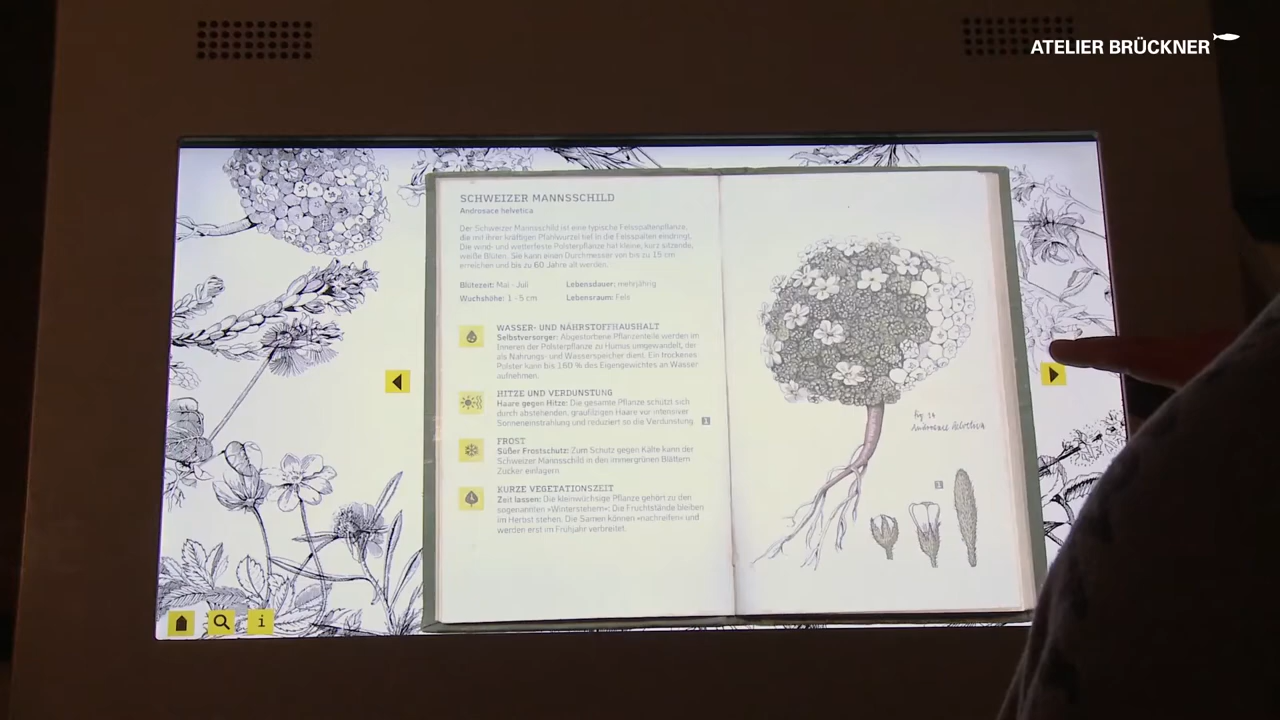 ATELIER BRÜCKNER
SCHWEIZER MANNSSCHILD
Androsace helvetica
Der Schweizer Mannsschild ist eine typische Felsspaltenpflanze,
die mit ihrer kräftigen Pfahlwurzel tief in die Felsspalten eindringt.
Die wind- und wetterfeste Polsterpflanze hat kleine, kurz sitzende,
weiße Blüten. Sie kann einen Durchmesser von bis zu 15 cm
erreichen und bis zu 60 Jahre alt werden.
Blütezeit: Mai - Juli
Lebensdauer: mehrjährig
Wuchshöhe: 1 - 5 cm
Lebensraum: Fels
WASSER- UND NÄHRSTOFFHAUSHALT
Selbstversorger: Abgestorbene Pflanzenteile werden im
Inneren der Polsterpflanze zu Humus umgewandelt, der
als Nahrungs- und Wasserspeicher dient. Ein trockenes
Polster kann bis 160 % des Eigengewichtes an Wasser
aufnehmen.
HITZE UND VERDUNSTUNG
Haare gegen Hitze: Die gesamte Pflanze schützt sich
durch abstehenden, graufilzigen Haare vor intensiver
Sonneneinstrahlung und reduziert so die Verdunstung. 1
FROST
Süßer Frostschutz: Zum Schutz gegen Kälte kann der
Schweizer Mannsschild in den immergrünen Blättern
Zucker einlagern.
KURZE VEGETATIONSZEIT
Zeit lassen: Die kleinwüchsige Pflanze gehört zu den
sogenannten »Winterstehern«: Die Fruchtstände bleiben
im Herbst stehen. Die Samen können »nachreifen« und
werden erst im Frühjahr verbreitet.
fig. 34
Androsace helvetica
1
i